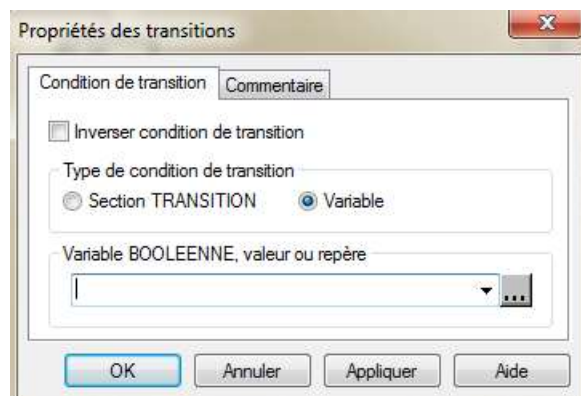 Propriétés des transitions
Condition de transition Commentaire
Inverser condition de transition
Type de condition de transition
Section TRANSITION Variable
Variable BOOLEENNE, valeur ou repère
...
OK Annuler Appliquer Aide